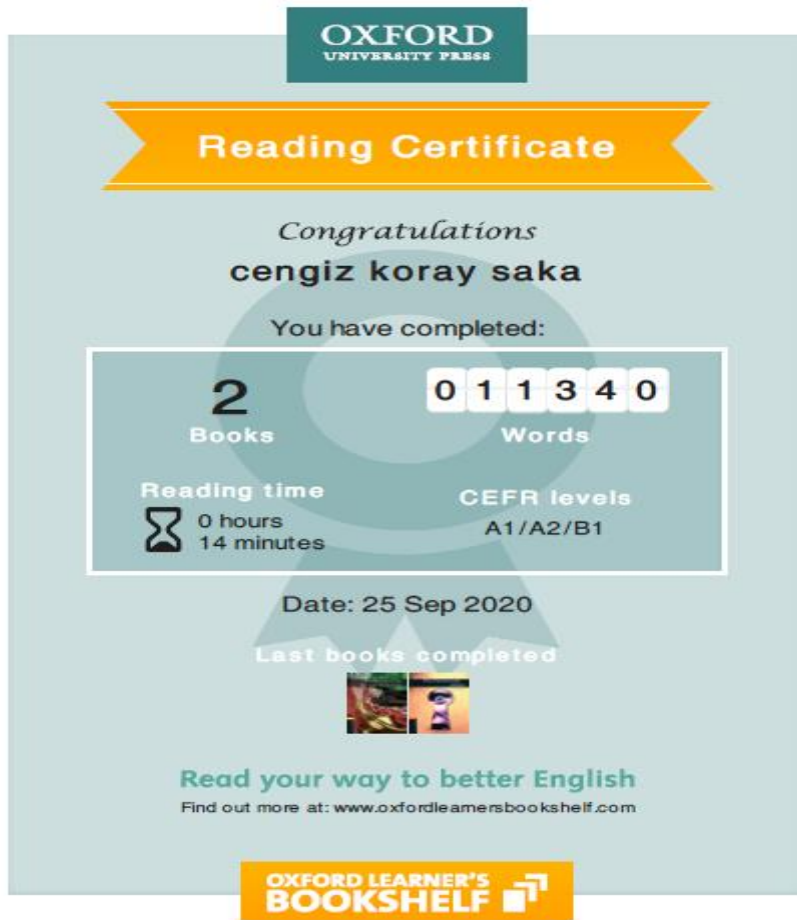 OXFORD
UNIVERSITY PRESS
Reading Certificate
Congratulations
cengiz koray saka
You have completed:
2
Books
011340
Words
Reading time
0 hours
14 minutes
CEFR levels
A1/A2/B1
Date: 25 Sep 2020
Last books completed
Read your way to better English
Find out more at: www.oxfordlearnersbookshelf.com
OXFORD LEARNER'S
BOOKSHELF